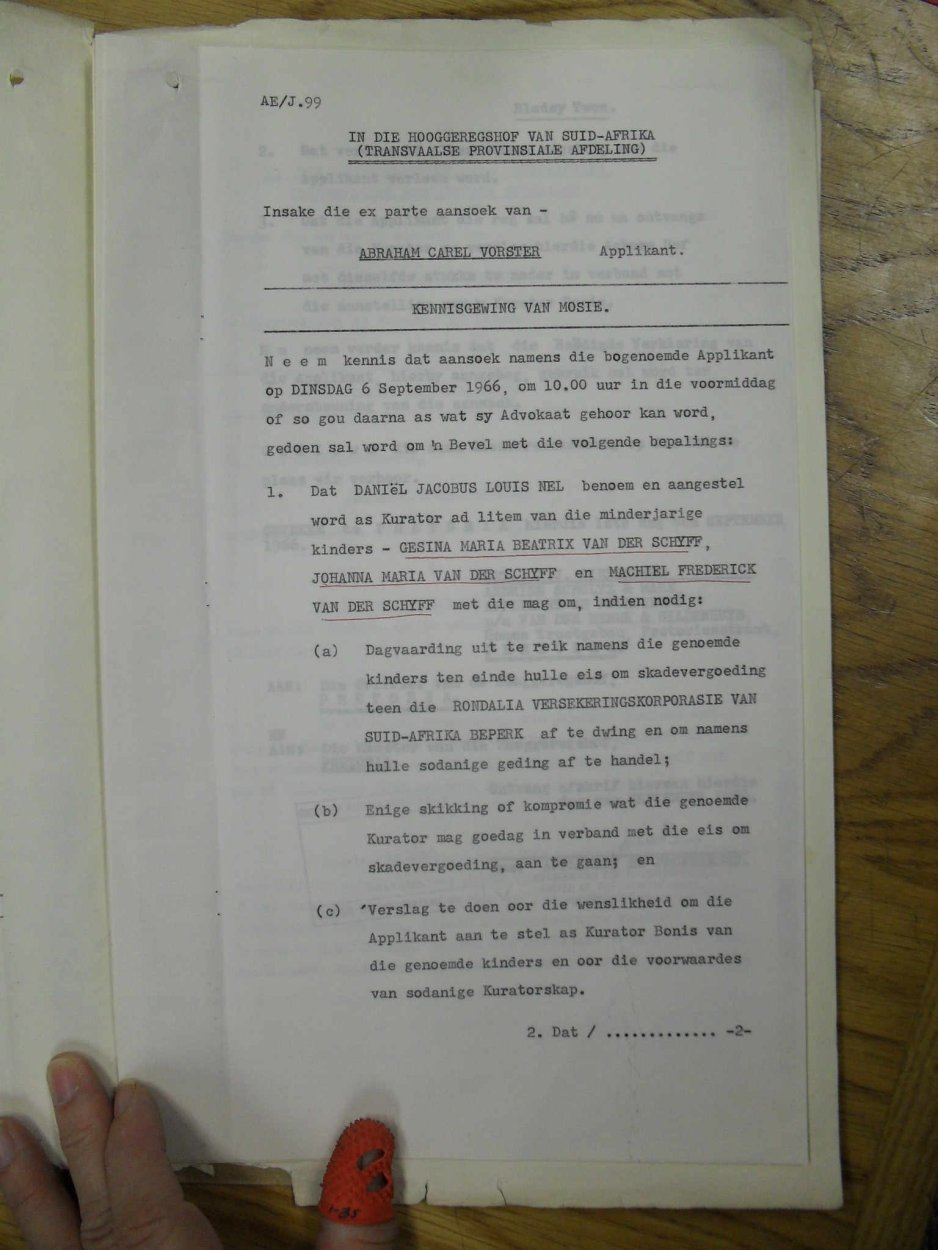 AE/J.99
IN DIE HOOGGEREGSHOF VAN SUID-AFRIKA
(TRANSVAALSE PROVINSIALE AFDELING)
Insake die ex parte aansoek van -
ABRAHAM CAREL VORSTER Applikant.
KENNISGEWING VAN MOSIE.
N e e m kennis dat aansoek namens die bogenoemde Applikant
op DINSDAG 6 September 1966, om 10.00 uur in die voormiddag
of so gou daarna as wat sy Advokaat gehoor kan word,
gedoen sal word om 'n Bevel met die volgende bepalings:
1. Dat DANIëL JACOBUS LOUIS NEL benoem en aangestel
word as Kurator ad litem van die minderjarige
kinders - GESINA MARIA BEATRIX VAN DER SCHYFF,
JOHANNA MARIA VAN DER SCHYFF en MACHIEL FREDERICK
VAN DER SCHYFF met die mag om, indien nodig:
(a) Dagvaarding uit te reik namens die genoemde
kinders ten einde hulle eis om skadevergoeding
teen die RONDALIA VERSEKERINGSKORPORASIE VAN
SUID-AFRIKA BEPERK af te dwing en om namens
hulle sodanige geding af te handel;
(b) Enige skikking of kompromie wat die genoemde
Kurator mag goedag in verband met die eis om
skadevergoeding, aan te gaan; en
(c) Verslag te doen oor die wenslikheid om die
Applikant aan te stel as Kurator Bonis van
die genoemde kinders en oor die voorwaardes
van sodanige Kuratorskap.
2. Dat / ............. -2-